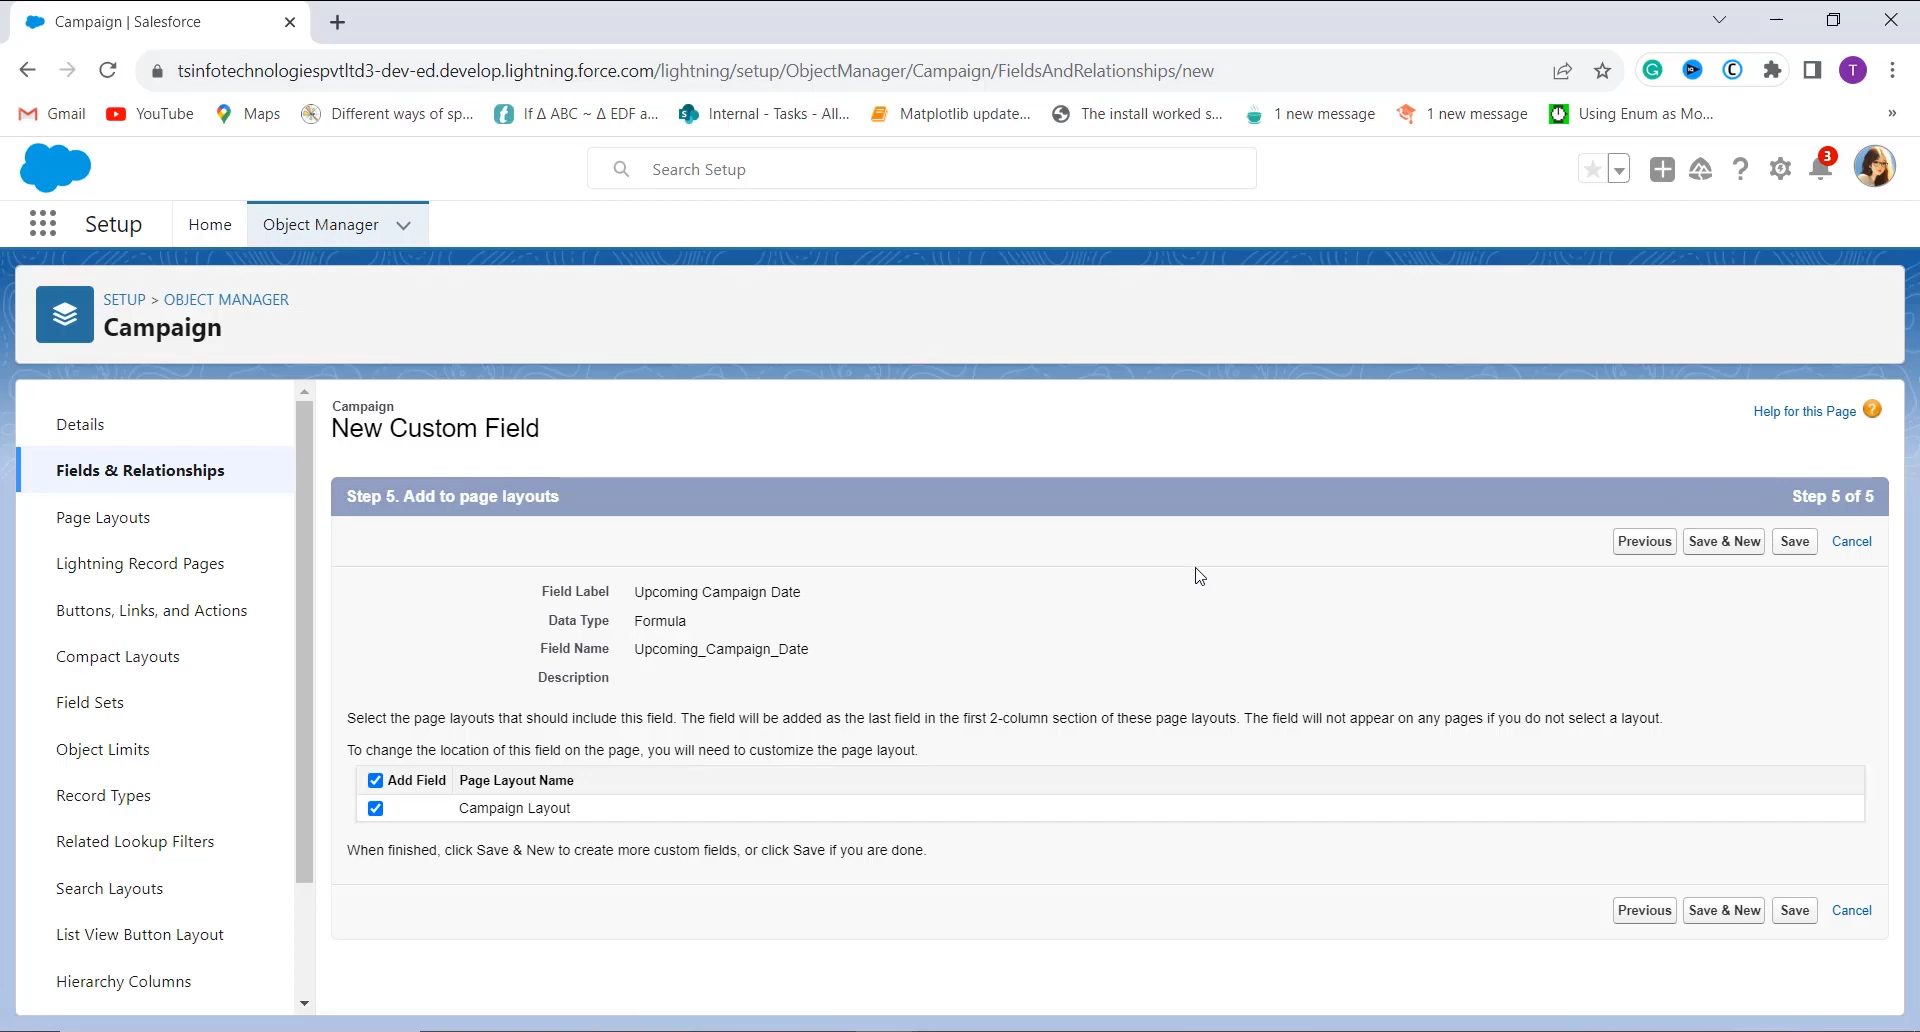 Campaign | Salesforce
tsinfotechnologiespvtltd3-dev-ed.develop.lightning.force.com/lightning/setup/ObjectManager/Campaign/FieldsAndRelationships/new
T
Gmail YouTube Maps Different ways of sp... If Δ ABC ~ Δ EDF a... Internal - Tasks - All... Matplotlib update... The install worked s... 1 new message 1 new message Using Enum as Mo... »
Search Setup
3
Setup Home Object Manager
SETUP > OBJECT MANAGER
Campaign
Details
Fields & Relationships
Page Layouts
Lightning Record Pages
Buttons, Links, and Actions
Compact Layouts
Field Sets
Object Limits
Record Types
Related Lookup Filters
Search Layouts
List View Button Layout
Hierarchy Columns
Campaign
New Custom Field
Help for this Page ?
Step 5. Add to page layouts Step 5 of 5
Previous Save & New Save Cancel
Field Label Upcoming Campaign Date
Data Type Formula
Field Name Upcoming_Campaign_Date
Description
Select the page layouts that should include this field. The field will be added as the last field in the first 2-column section of these page layouts. The field will not appear on any pages if you do not select a layout.
To change the location of this field on the page, you will need to customize the page layout.
Add Field Page Layout Name
Campaign Layout
When finished, click Save & New to create more custom fields, or click Save if you are done.
Previous Save & New Save Cancel